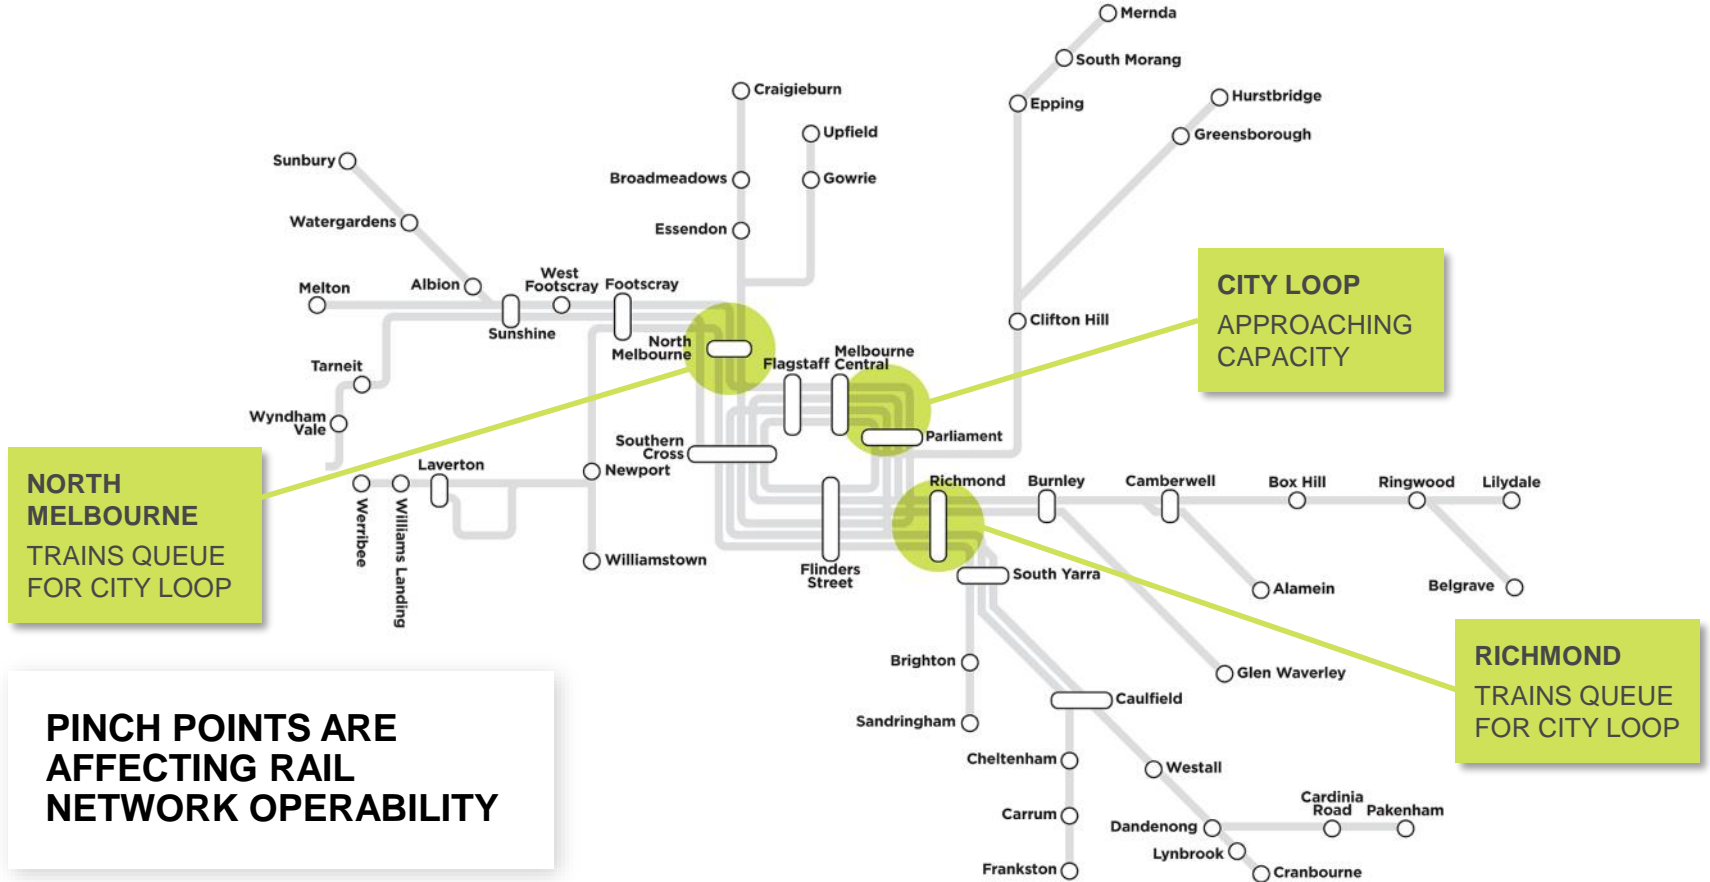 Mernda
South Morang
Craigieburn
Epping
Hurstbridge
Upfield
Greensborough
Sunbury
Broadmeadows
Gowrie
Watergardens
Essendon
Melton
Albion
West
Footscray
Footscray
Sunshine
North
Melbourne
Flagstaff
Melbourne
Central
Clifton Hill
CITY LOOP
APPROACHING
CAPACITY
Tarneit
Wyndham
Vale
Southern
Cross
Parliament
NORTH
MELBOURNE
TRAINS QUEUE
FOR CITY LOOP
Laverton
Newport
Werribee
Williams Landing
Williamstown
Flinders
Street
Richmond
Burnley
Camberwell
Box Hill
Ringwood
Lilydale
South Yarra
Alamein
Belgrave
Brighton
Glen Waverley
RICHMOND
TRAINS QUEUE
FOR CITY LOOP
Caulfield
Sandringham
Cheltenham
Westall
Carrum
Cardinia
Road
Pakenham
Dandenong
Lynbrook
Frankston
Cranbourne
PINCH POINTS ARE
AFFECTING RAIL
NETWORK OPERABILITY